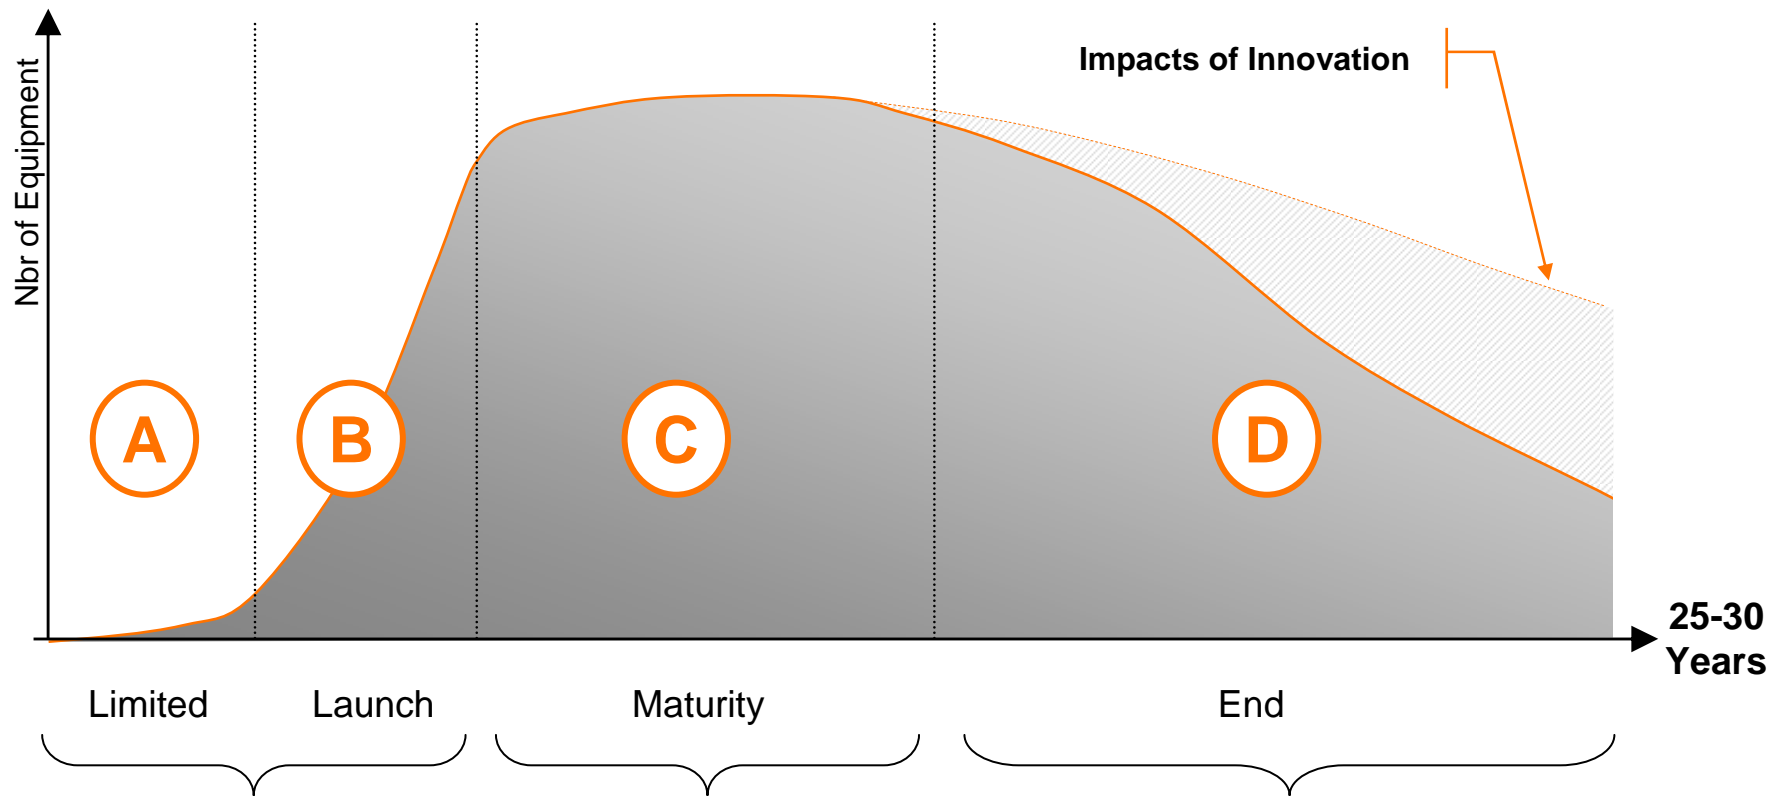 Impacts of Innovation
Nbr of Equipment
A
B
C
D
25-30
Years
Limited
Launch
Maturity
End